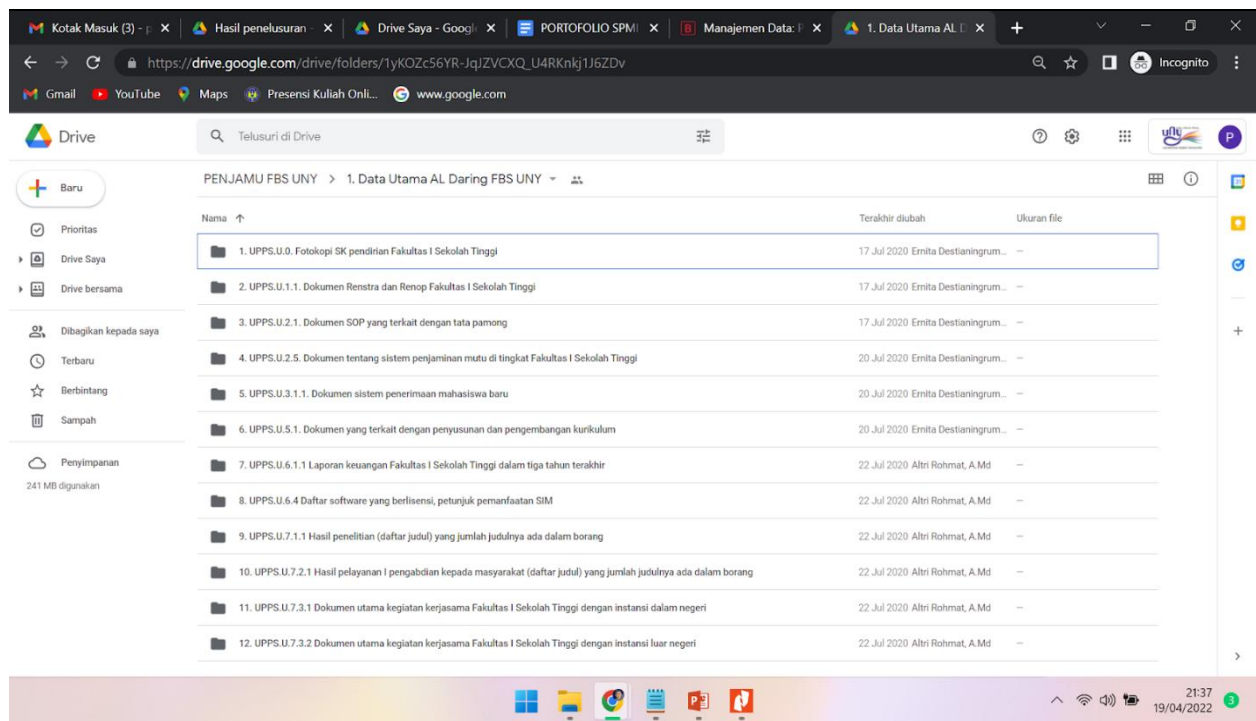 Kotak Masuk (3) - p
Hasil penelusuran -
Drive Saya - Googl
PORTOFOLIO SPMI
Manajemen Data: P
1. Data Utama AL D
https://drive.google.com/drive/folders/1yKOZc56YR-JqJZVCXQ_U4RKnkj1J6ZDv
Incognito
Gmail
YouTube
Maps
Presensi Kuliah Onli...
www.google.com
Drive
Telusuri di Drive
uny
P
Baru
PENJAMU FBS UNY > 1. Data Utama AL Daring FBS UNY
Prioritas
Drive Saya
Drive bersama
Dibagikan kepada saya
Terbaru
Berbintang
Sampah
Penyimpanan
241 MB digunakan
Nama Terakhir diubah Ukuran file
1. UPPS.U.0. Fotokopi SK pendirian Fakultas I Sekolah Tinggi 17 Jul 2020 Ernita Destianingrum... —
2. UPPS.U.1.1. Dokumen Renstra dan Renop Fakultas I Sekolah Tinggi 17 Jul 2020 Ernita Destianingrum... —
3. UPPS.U.2.1. Dokumen SOP yang terkait dengan tata pamong 17 Jul 2020 Ernita Destianingrum... —
4. UPPS.U.2.5. Dokumen tentang sistem penjaminan mutu di tingkat Fakultas I Sekolah Tinggi 20 Jul 2020 Ernita Destianingrum... —
5. UPPS.U.3.1.1. Dokumen sistem penerimaan mahasiswa baru 20 Jul 2020 Ernita Destianingrum... —
6. UPPS.U.5.1. Dokumen yang terkait dengan penyusunan dan pengembangan kurikulum 20 Jul 2020 Ernita Destianingrum... —
7. UPPS.U.6.1.1 Laporan keuangan Fakultas I Sekolah Tinggi dalam tiga tahun terakhir 22 Jul 2020 Altri Rohmat, A.Md —
8. UPPS.U.6.4 Daftar software yang berlisensi, petunjuk pemanfaatan SIM 22 Jul 2020 Altri Rohmat, A.Md —
9. UPPS.U.7.1.1 Hasil penelitian (daftar judul) yang jumlah judulnya ada dalam borang 22 Jul 2020 Altri Rohmat, A.Md —
10. UPPS.U.7.2.1 Hasil pelayanan I pengabdian kepada masyarakat (daftar judul) yang jumlah judulnya ada dalam borang 22 Jul 2020 Altri Rohmat, A.Md —
11. UPPS.U.7.3.1 Dokumen utama kegiatan kerjasama Fakultas I Sekolah Tinggi dengan instansi dalam negeri 22 Jul 2020 Altri Rohmat, A.Md —
12. UPPS.U.7.3.2 Dokumen utama kegiatan kerjasama Fakultas I Sekolah Tinggi dengan instansi luar negeri 22 Jul 2020 Altri Rohmat, A.Md —
21:37
19/04/2022
3